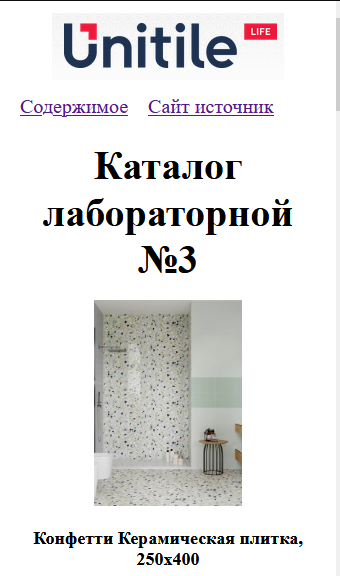 Unitile LIFE
Содержимое Сайт источник
Каталог
лабораторной
№3
Конфетти Керамическая плитка,
250x400